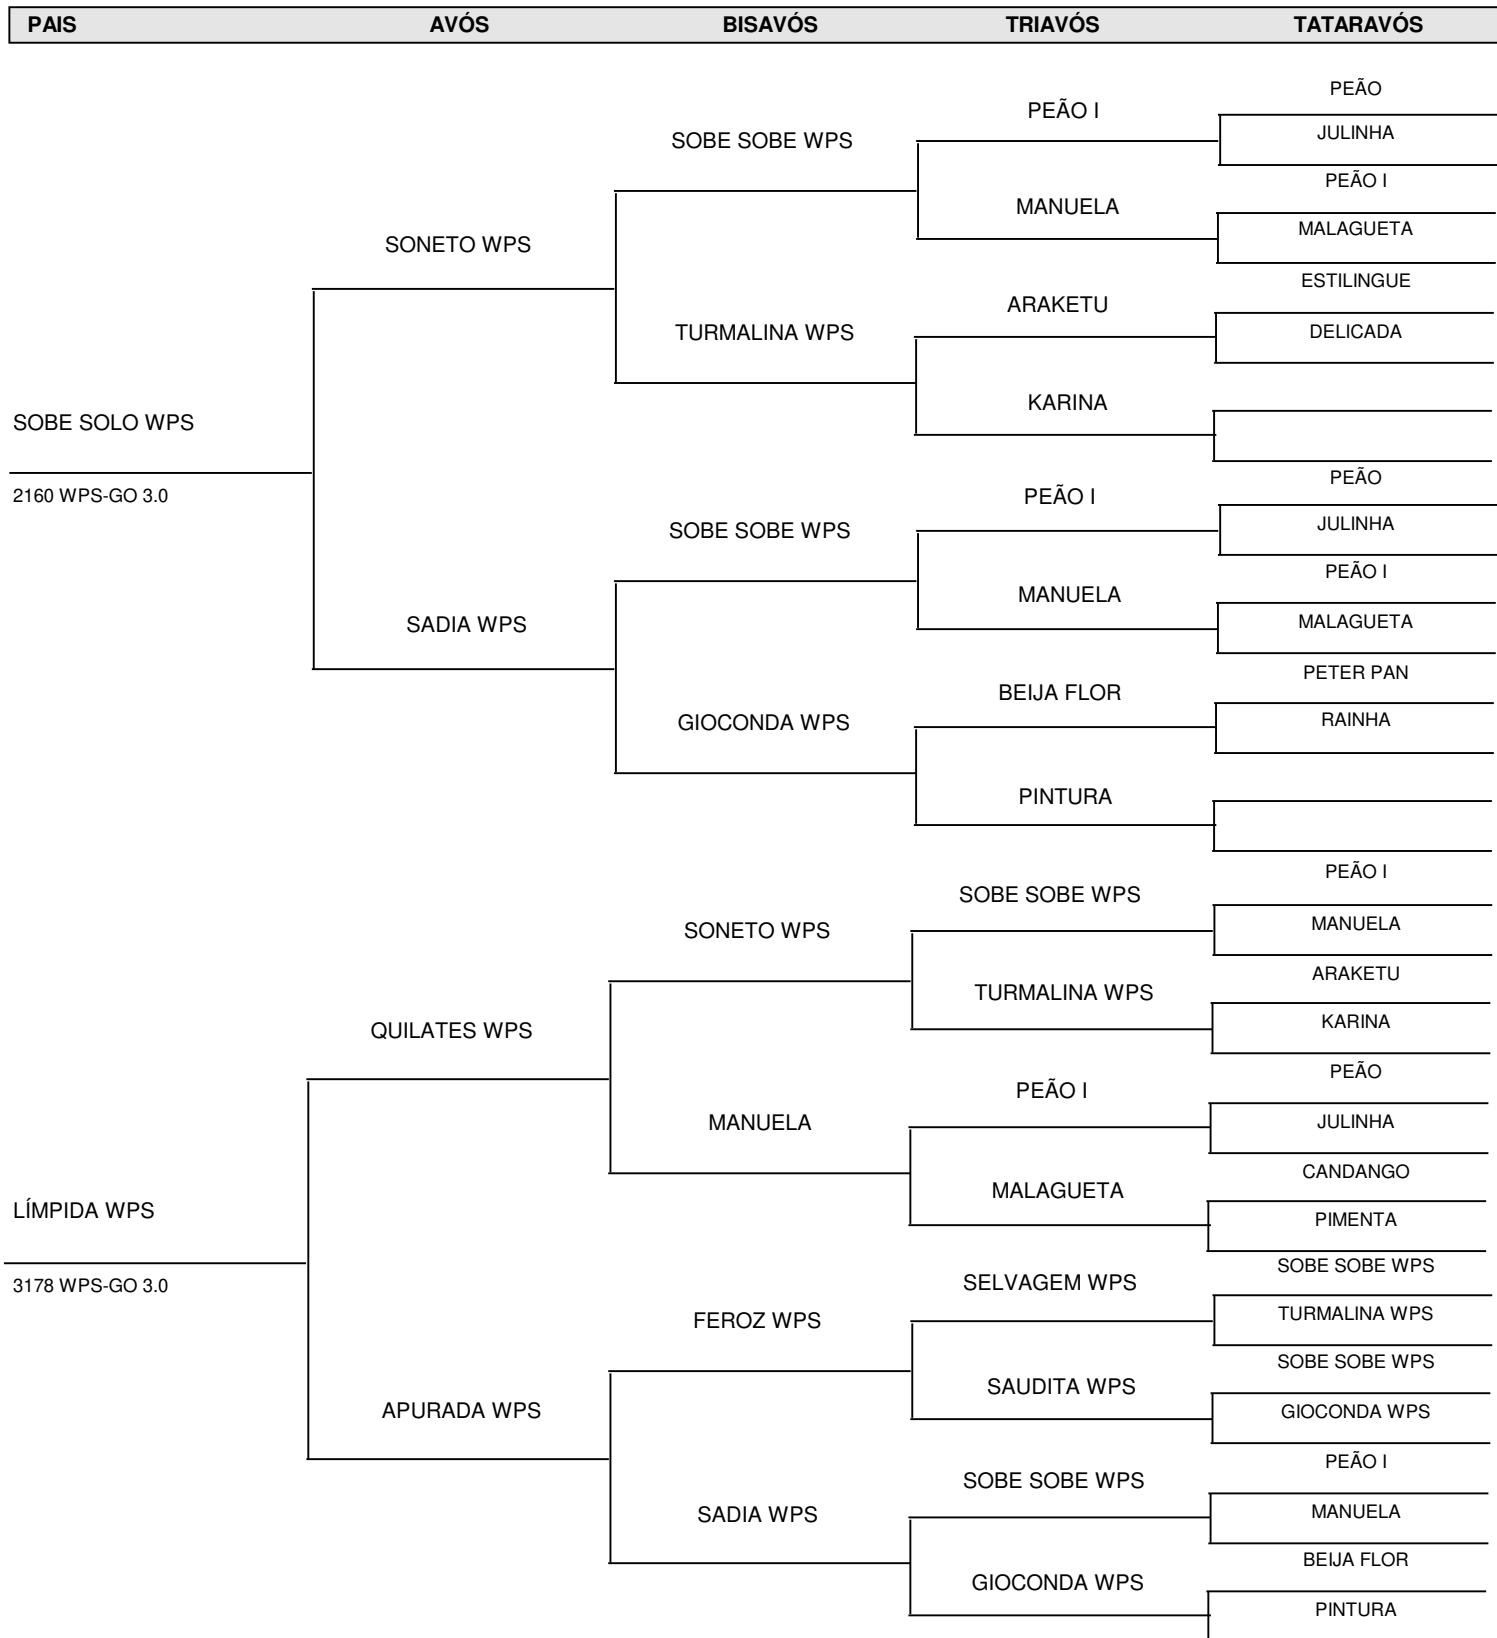 PAIS AVÓS BISAVÓS TRIAVÓS TATARAVÓS
PEÃO
PEÃO I
JULINHA
SOBE SOBE WPS
PEÃO I
MANUELA
MALAGUETA
SONETO WPS
ESTILINGUE
ARAKETU
DELICADA
TURMALINA WPS
KARINA
SOBE SOLO WPS
2160 WPS-GO 3.0
PEÃO
PEÃO I
JULINHA
SOBE SOBE WPS
PEÃO I
MANUELA
MALAGUETA
SADIA WPS
PETER PAN
BEIJA FLOR
RAINHA
GIOCONDA WPS
PINTURA
PEÃO I
SOBE SOBE WPS
MANUELA
SONETO WPS
ARAKETU
TURMALINA WPS
KARINA
QUILATES WPS
PEÃO
PEÃO I
JULINHA
MANUELA
CANDANGO
MALAGUETA
PIMENTA
LÍMPIDA WPS
3178 WPS-GO 3.0
SOBE SOBE WPS
SELVAGEM WPS
TURMALINA WPS
FEROZ WPS
SOBE SOBE WPS
SAUDITA WPS
GIOCONDA WPS
APURADA WPS
PEÃO I
SOBE SOBE WPS
MANUELA
SADIA WPS
BEIJA FLOR
GIOCONDA WPS
PINTURA